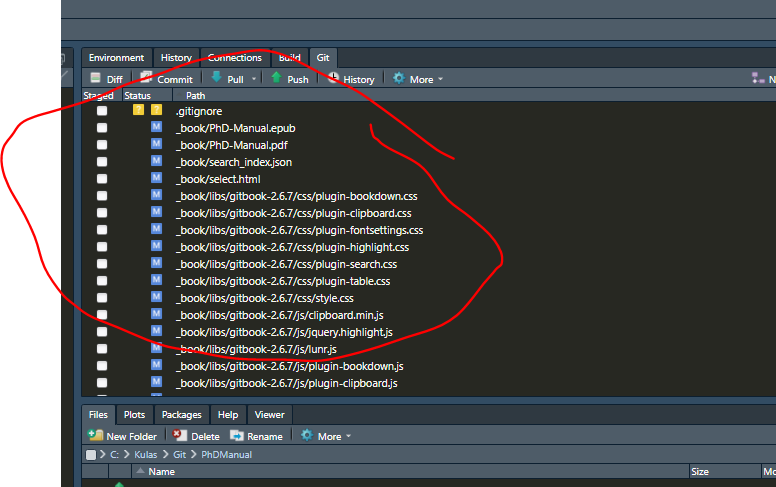 Environment History Connections Build Git
Diff Commit Pull Push History More
Staged Status Path
? ? .gitignore
M _book/PhD-Manual.epub
M _book/PhD-Manual.pdf
M _book/search_index.json
M _book/select.html
M _book/libs/gitbook-2.6.7/css/plugin-bookdown.css
M _book/libs/gitbook-2.6.7/css/plugin-clipboard.css
M _book/libs/gitbook-2.6.7/css/plugin-fontsettings.css
M _book/libs/gitbook-2.6.7/css/plugin-highlight.css
M _book/libs/gitbook-2.6.7/css/plugin-search.css
M _book/libs/gitbook-2.6.7/css/plugin-table.css
M _book/libs/gitbook-2.6.7/css/style.css
M _book/libs/gitbook-2.6.7/js/clipboard.min.js
M _book/libs/gitbook-2.6.7/js/jquery.highlight.js
M _book/libs/gitbook-2.6.7/js/lunr.js
M _book/libs/gitbook-2.6.7/js/plugin-bookdown.js
M _book/libs/gitbook-2.6.7/js/plugin-clipboard.js
Files Plots Packages Help Viewer
New Folder Delete Rename More
C: > Kulas > Git > PhDManual
Name Size